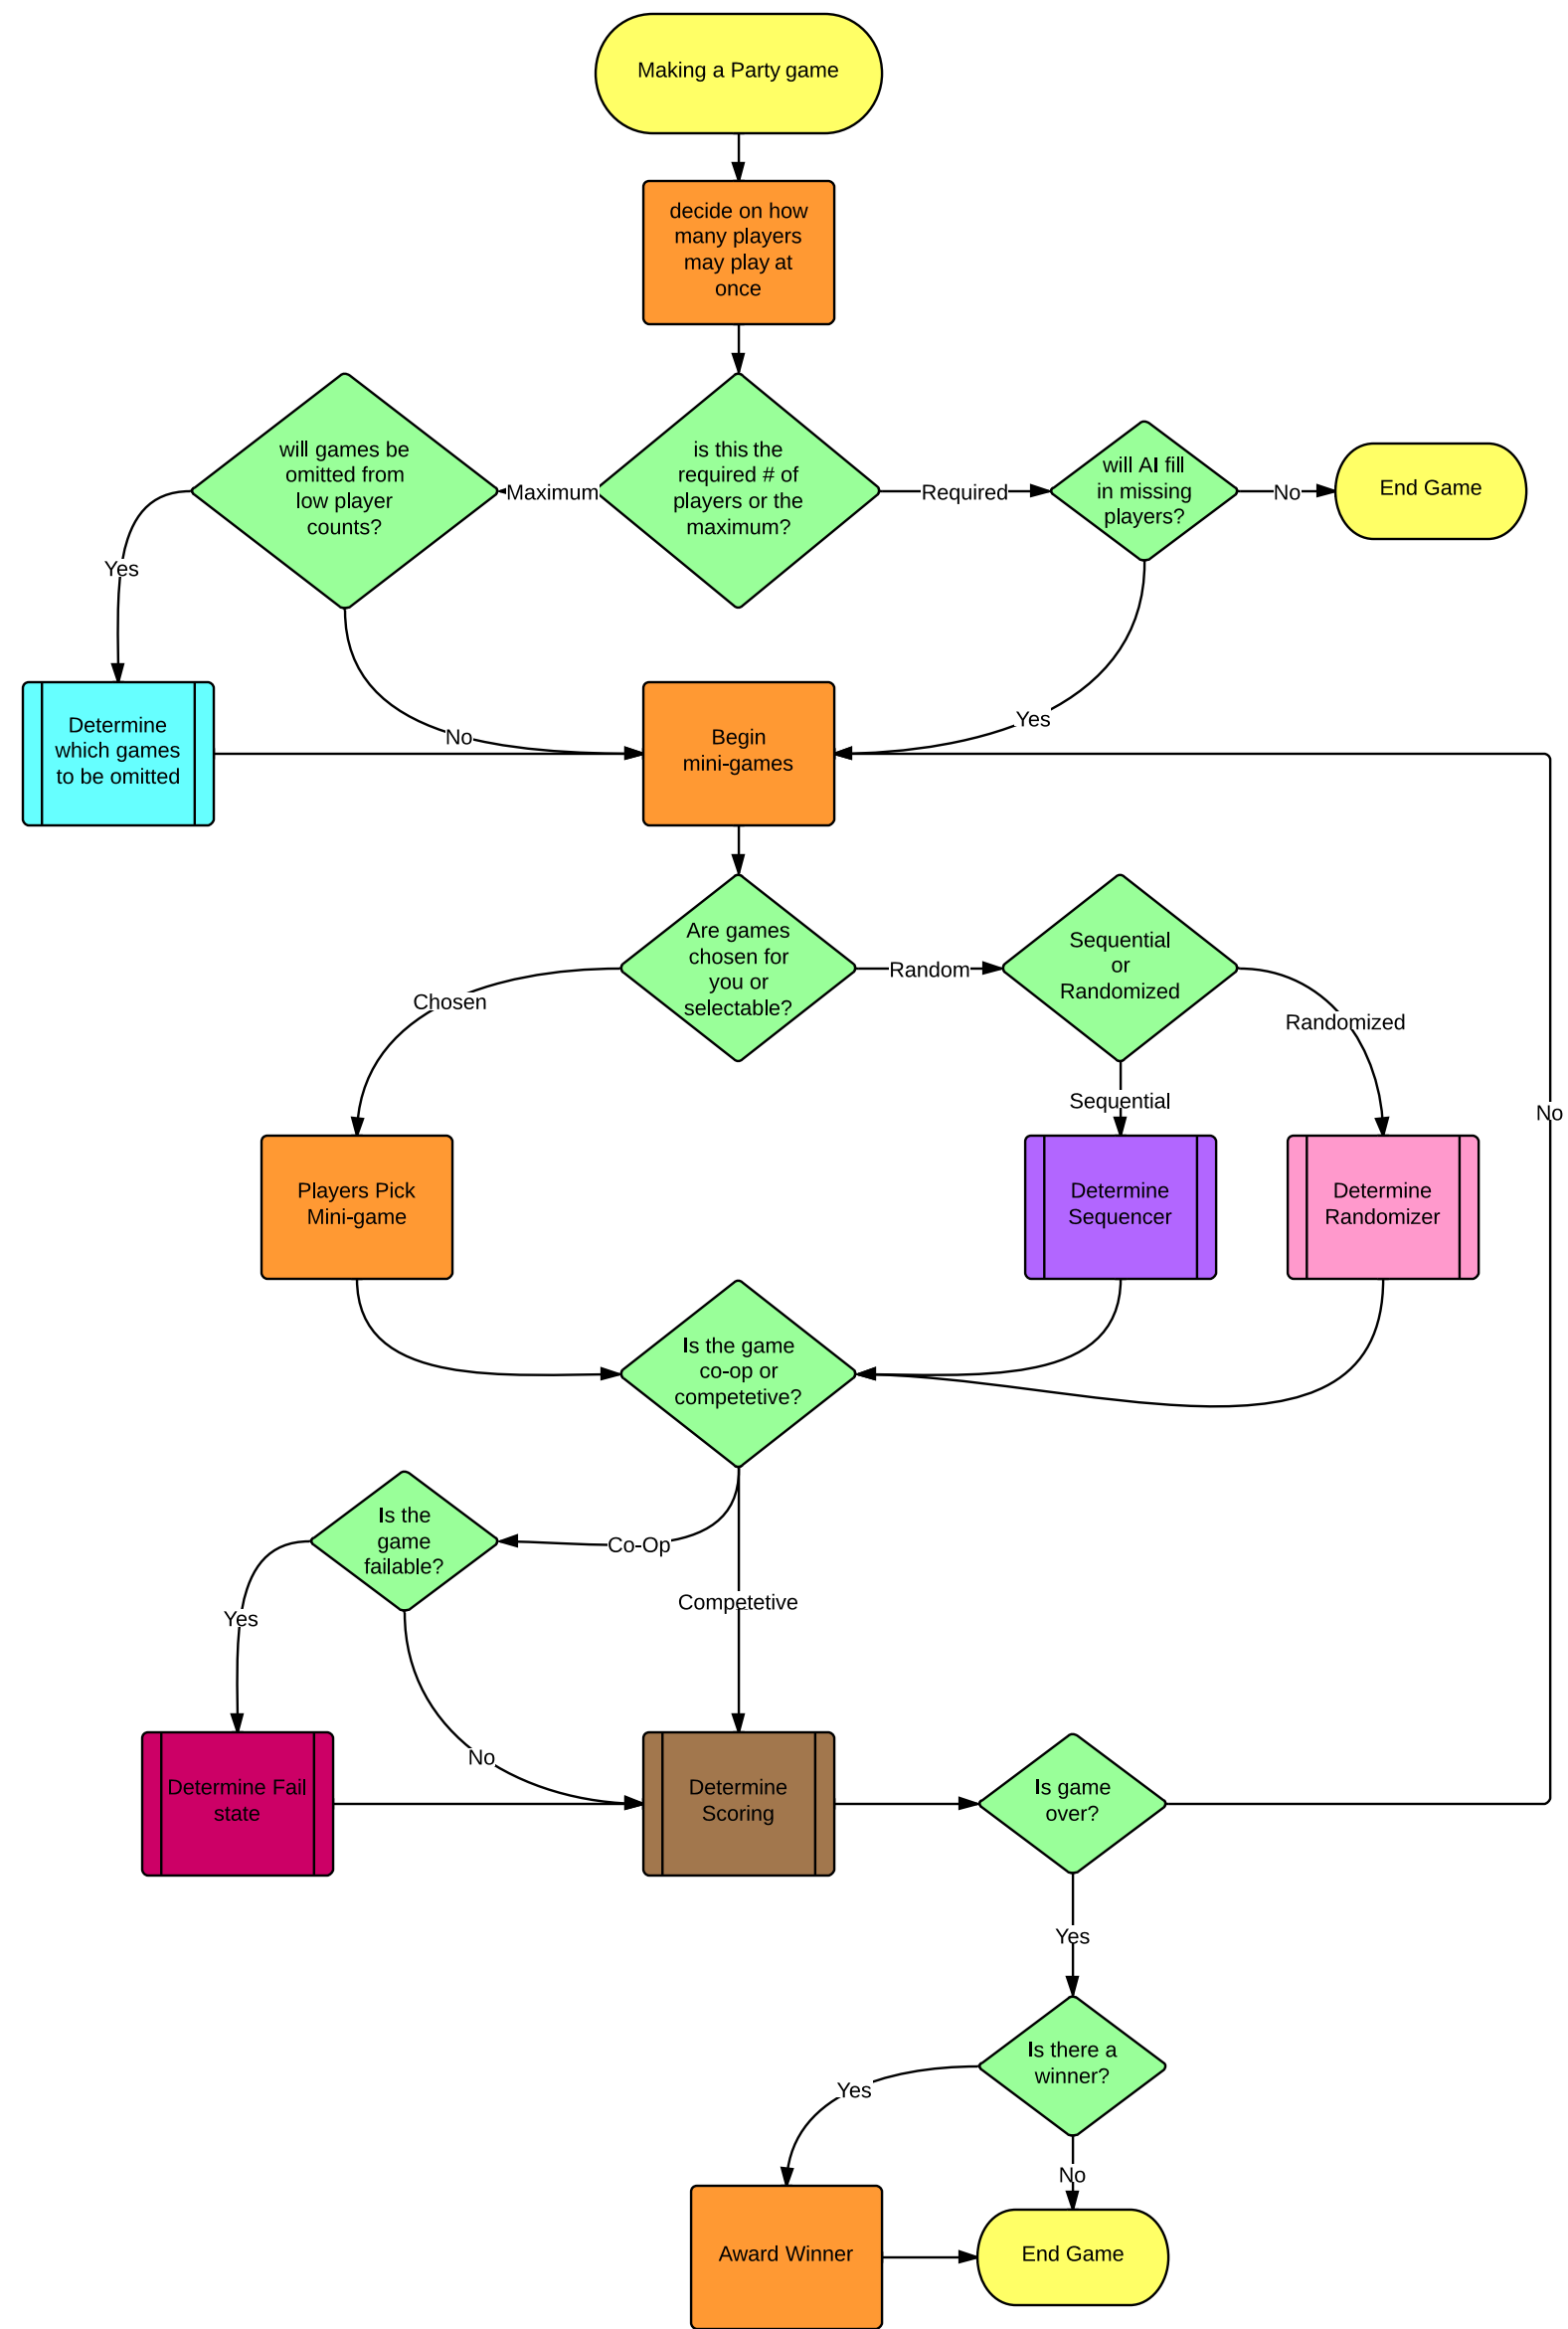 Making a Party game
decide on how
many players
may play at
once
will games be
omitted from
low player
counts?
Maximum
is this the
required # of
players or the
maximum?
Required
will AI fill
in missing
players?
No
End Game
Yes
Determine
which games
to be omitted
No
Begin
mini-games
Yes
Are games
chosen for
you or
selectable?
Random
Sequential
or
Randomized
Chosen
Randomized
Sequential
No
Players Pick
Mini-game
Determine
Sequencer
Determine
Randomizer
Is the game
co-op or
competetive?
Is the
game
failable?
Co-Op
Competetive
Yes
No
Determine Fail
state
Determine
Scoring
Is game
over?
Yes
Is there a
winner?
Yes
No
Award Winner
End Game